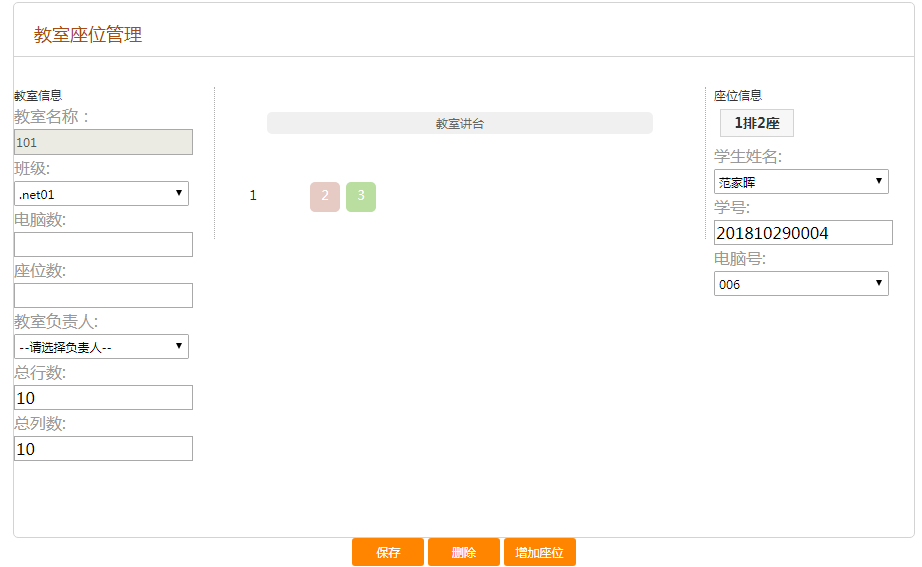 教室座位管理
教室信息
教室名称：
101
班级:
.net01
电脑数:
座位数:
教室负责人:
--请选择负责人--
总行数:
10
总列数:
10
教室讲台
1 2 3
座位信息
1排2座
学生姓名:
范家晖
学号:
201810290004
电脑号:
006
保存 删除 增加座位